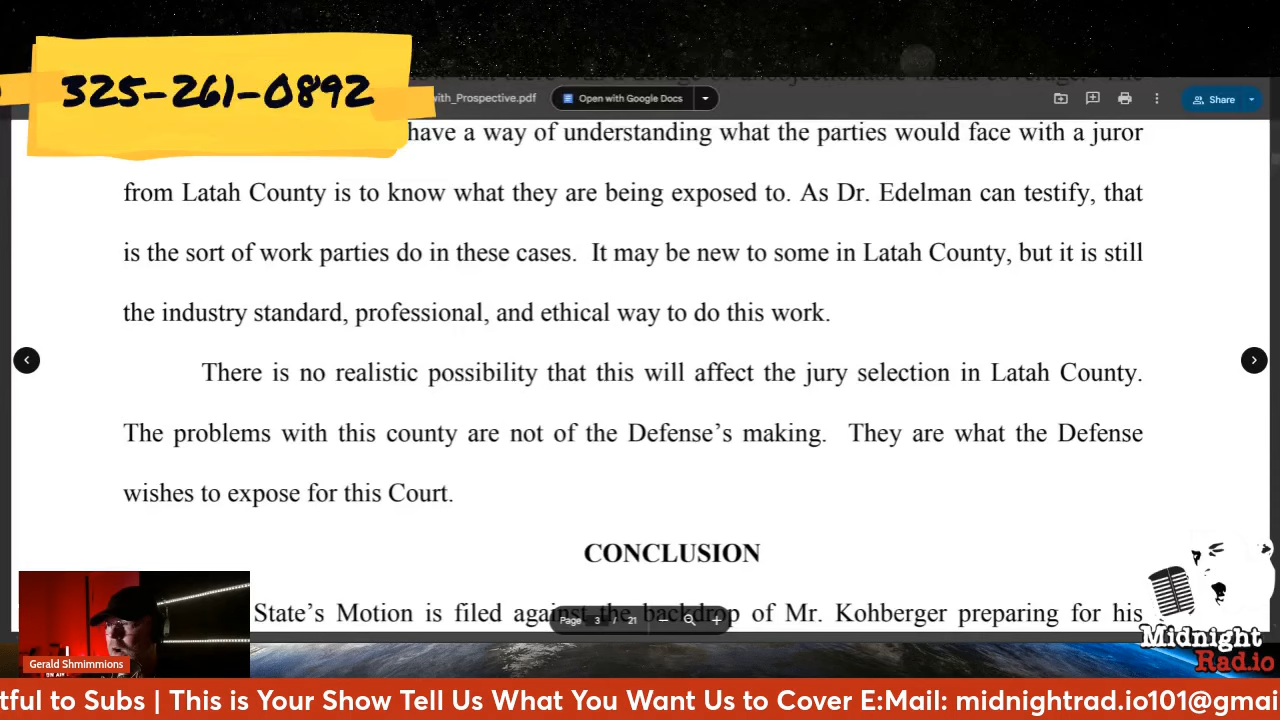 325-261-0892
with_Prospective.pdf
Open with Google Docs
Share
have a way of understanding what the parties would face with a juror
from Latah County is to know what they are being exposed to. As Dr. Edelman can testify, that
is the sort of work parties do in these cases. It may be new to some in Latah County, but it is still
the industry standard, professional, and ethical way to do this work.
There is no realistic possibility that this will affect the jury selection in Latah County.
The problems with this county are not of the Defense's making. They are what the Defense
wishes to expose for this Court.
CONCLUSION
State's Motion is filed against the backdrop of Mr. Kohberger preparing for his
Page 3 / 21
Gerald Shmimmions
ON AIR
Midnight
Rad.io
tful to Subs | This is Your Show Tell Us What You Want Us to Cover E:Mail: midnightrad.io101@gmai